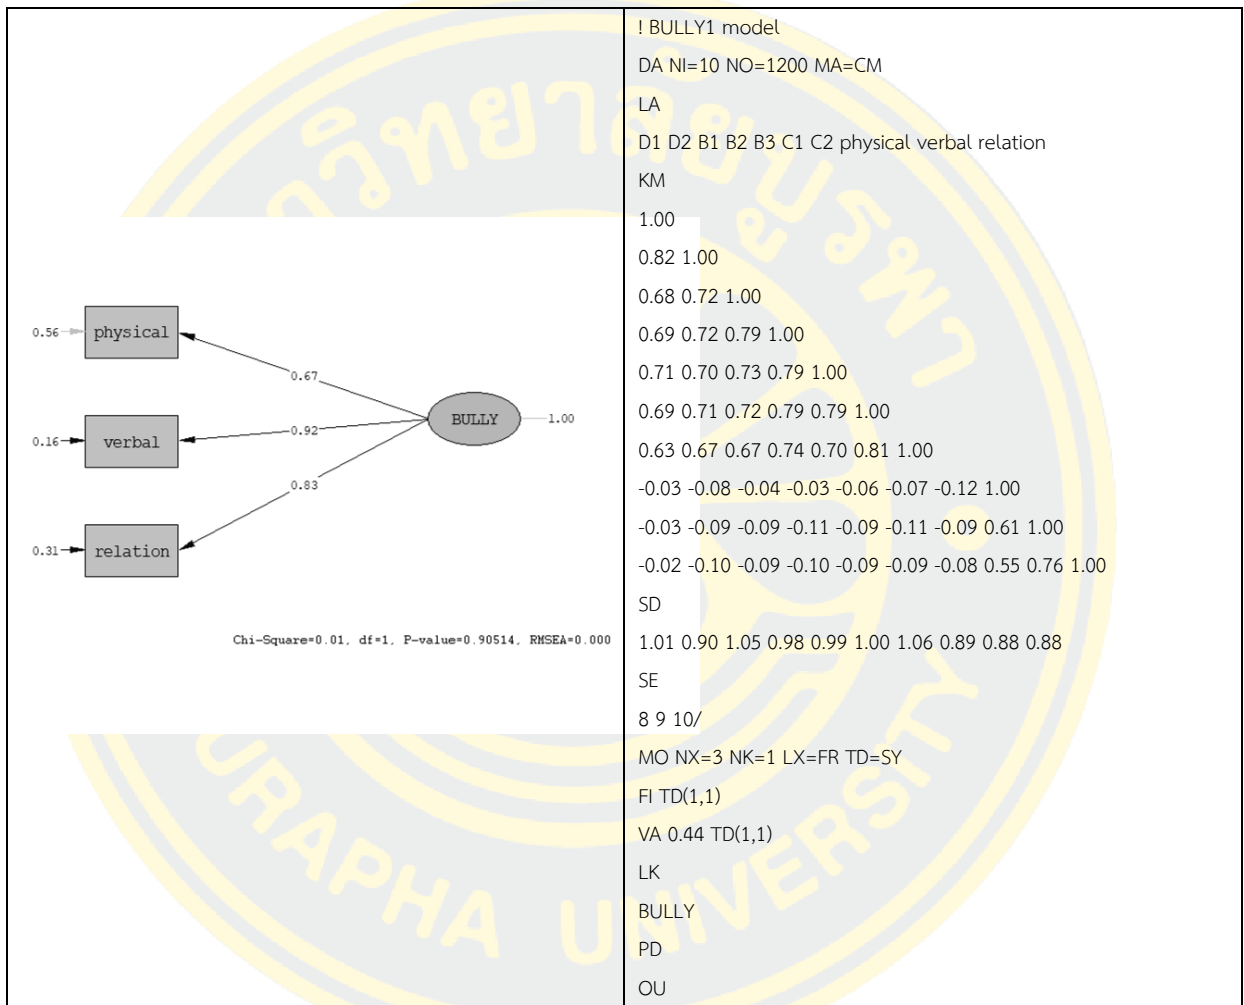 0.56
physical
0.67
0.16
verbal
0.92
BULLY
1.00
0.83
0.31
relation
Chi-Square=0.01, df=1, P-value=0.90514, RMSEA=0.000
! BULLY1 model
DA NI=10 NO=1200 MA=CM
LA
D1 D2 B1 B2 B3 C1 C2 physical verbal relation
KM
1.00
0.82 1.00
0.68 0.72 1.00
0.69 0.72 0.79 1.00
0.71 0.70 0.73 0.79 1.00
0.69 0.71 0.72 0.79 0.79 1.00
0.63 0.67 0.67 0.74 0.70 0.81 1.00
-0.03 -0.08 -0.04 -0.03 -0.06 -0.07 -0.12 1.00
-0.03 -0.09 -0.09 -0.11 -0.09 -0.11 -0.09 0.61 1.00
-0.02 -0.10 -0.09 -0.10 -0.09 -0.09 -0.08 0.55 0.76 1.00
SD
1.01 0.90 1.05 0.98 0.99 1.00 1.06 0.89 0.88 0.88
SE
8 9 10/
MO NX=3 NK=1 LX=FR TD=SY
FI TD(1,1)
VA 0.44 TD(1,1)
LK
BULLY
PD
OU
UNIVERSITY